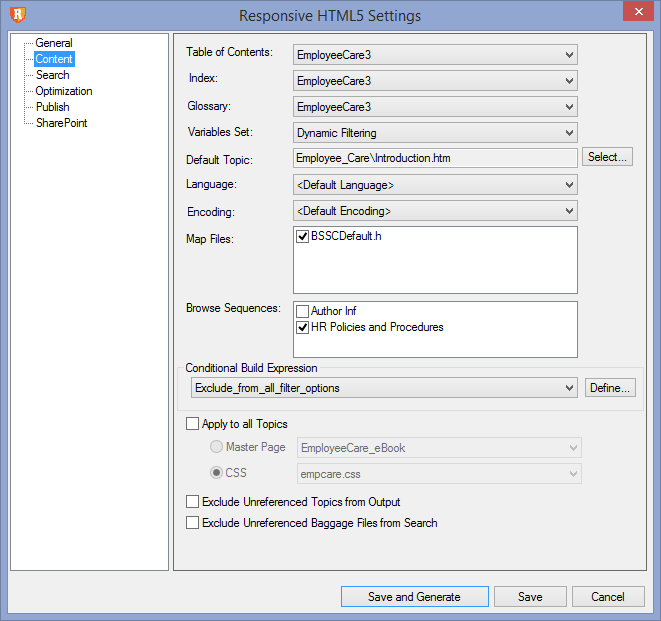 Responsive HTML5 Settings
General
Content
Search
Optimization
Publish
SharePoint
Table of Contents: EmployeeCare3
Index: EmployeeCare3
Glossary: EmployeeCare3
Variables Set: Dynamic Filtering
Default Topic: Employee_Care\Introduction.htm Select...
Language: <Default Language>
Encoding: <Default Encoding>
Map Files: BSSCDefault.h
Browse Sequences: Author Inf
HR Policies and Procedures
Conditional Build Expression
Exclude_from_all_filter_options Define...
Apply to all Topics
Master Page EmployeeCare_eBook
CSS empcare.css
Exclude Unreferenced Topics from Output
Exclude Unreferenced Baggage Files from Search
Save and Generate Save Cancel